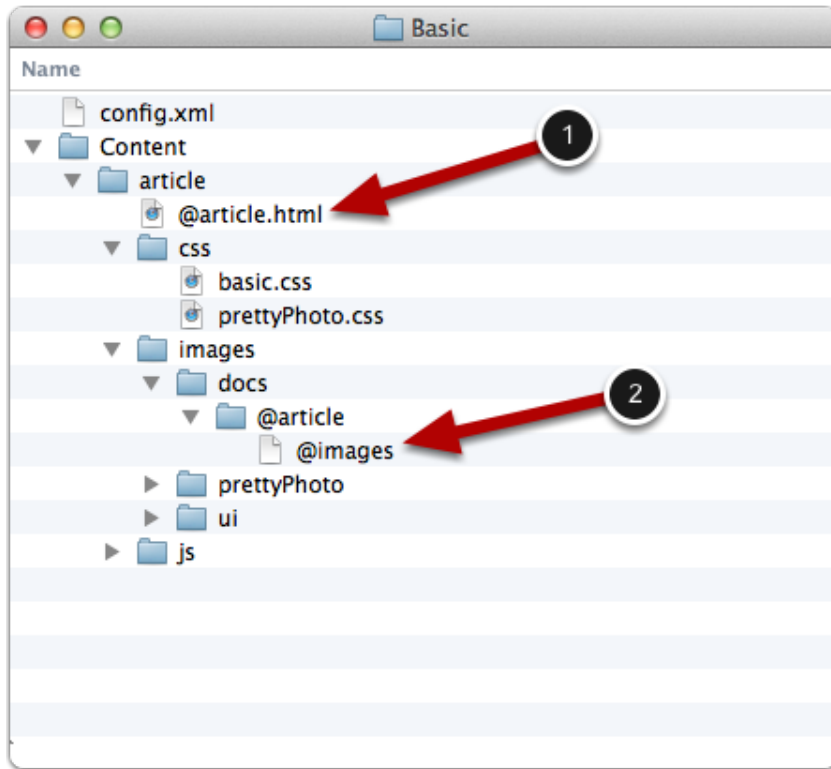 Basic
Name
config.xml
Content
article
@article.html
css
basic.css
prettyPhoto.css
images
docs
@article
@images
prettyPhoto
ui
js
1
2